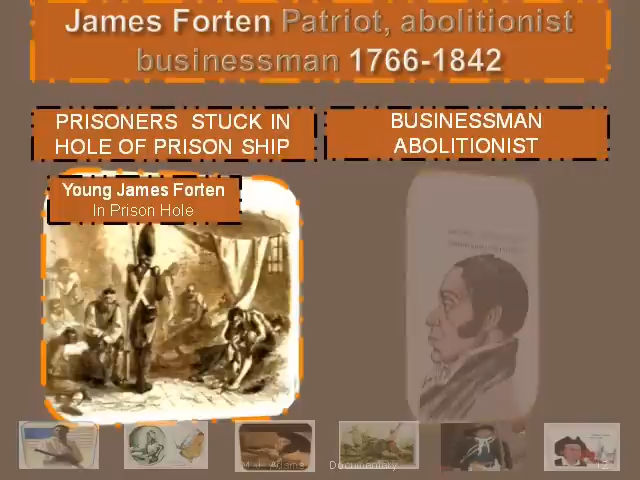 James Forten Patriot, abolitionist
businessman 1766-1842
PRISONERS STUCK IN
HOLE OF PRISON SHIP
BUSINESSMAN
ABOLITIONIST
Young James Forten
In Prison Hole
Adams Documentary